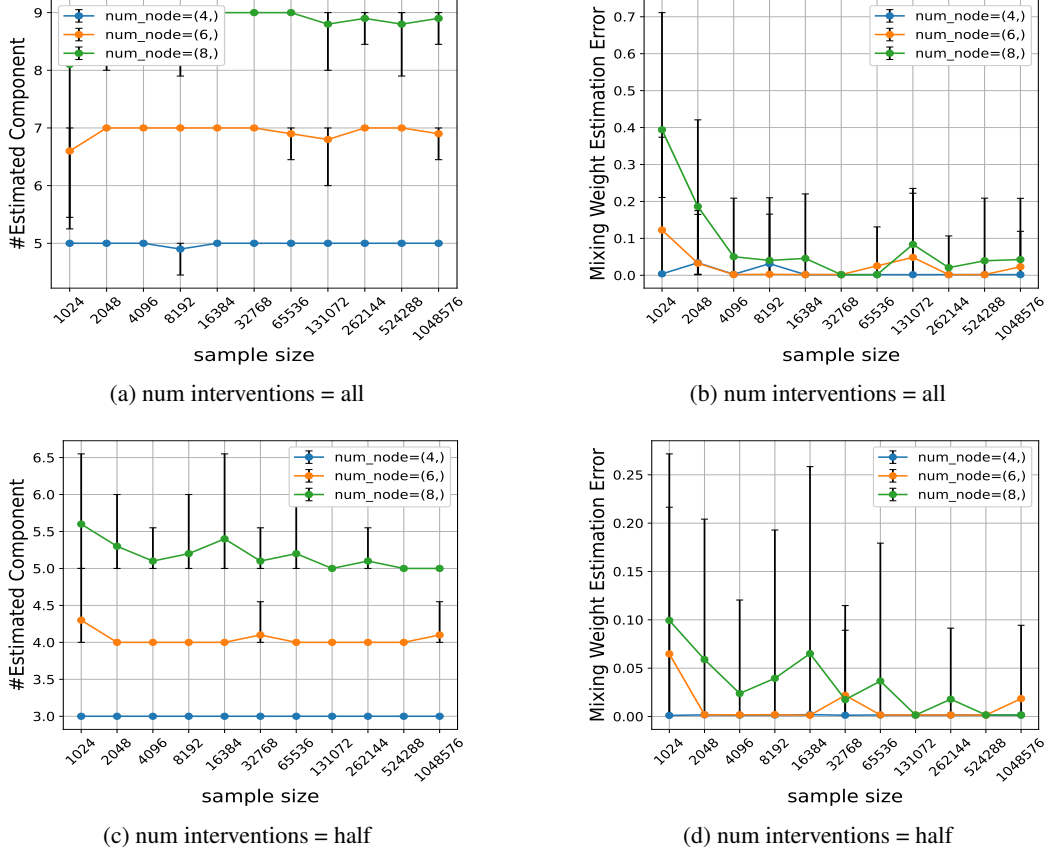 #Estimated Component
9
8
7
6
5
num_node=(4,)
num_node=(6,)
num_node=(8,)
1024
2048
4096
8192
16384
32768
65536
131072
262144
524288
1048576
sample size
(a) num interventions = all
Mixing Weight Estimation Error
0.7
0.6
0.5
0.4
0.3
0.2
0.1
0.0
num_node=(4,)
num_node=(6,)
num_node=(8,)
1024
2048
4096
8192
16384
32768
65536
131072
262144
524288
1048576
sample size
(b) num interventions = all
#Estimated Component
6.5
6.0
5.5
5.0
4.5
4.0
3.5
3.0
num_node=(4,)
num_node=(6,)
num_node=(8,)
1024
2048
4096
8192
16384
32768
65536
131072
262144
524288
1048576
sample size
(c) num interventions = half
Mixing Weight Estimation Error
0.25
0.20
0.15
0.10
0.05
0.00
num_node=(4,)
num_node=(6,)
num_node=(8,)
1024
2048
4096
8192
16384
32768
65536
131072
262144
524288
1048576
sample size
(d) num interventions = half